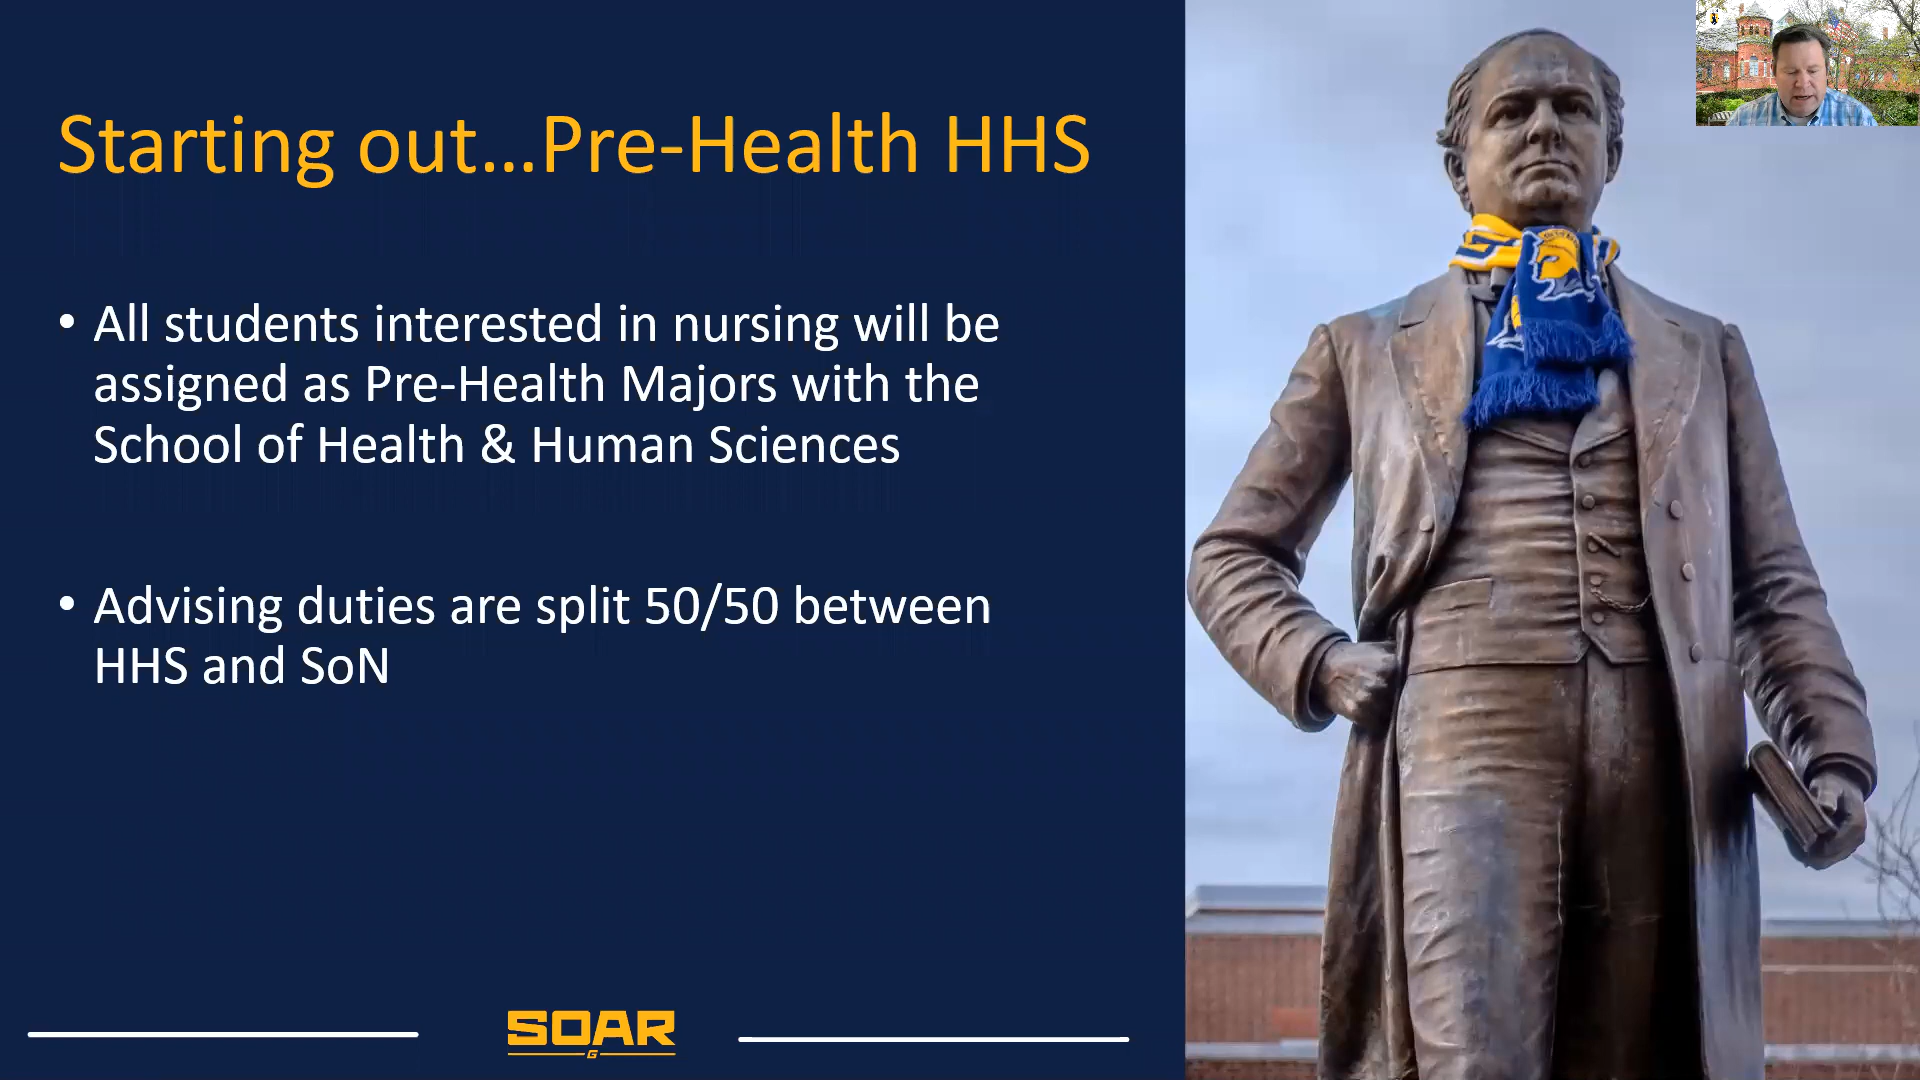 Starting out...Pre-Health HHS
• All students interested in nursing will be
assigned as Pre-Health Majors with the
School of Health & Human Sciences
• Advising duties are split 50/50 between
HHS and SoN
SOAR
G